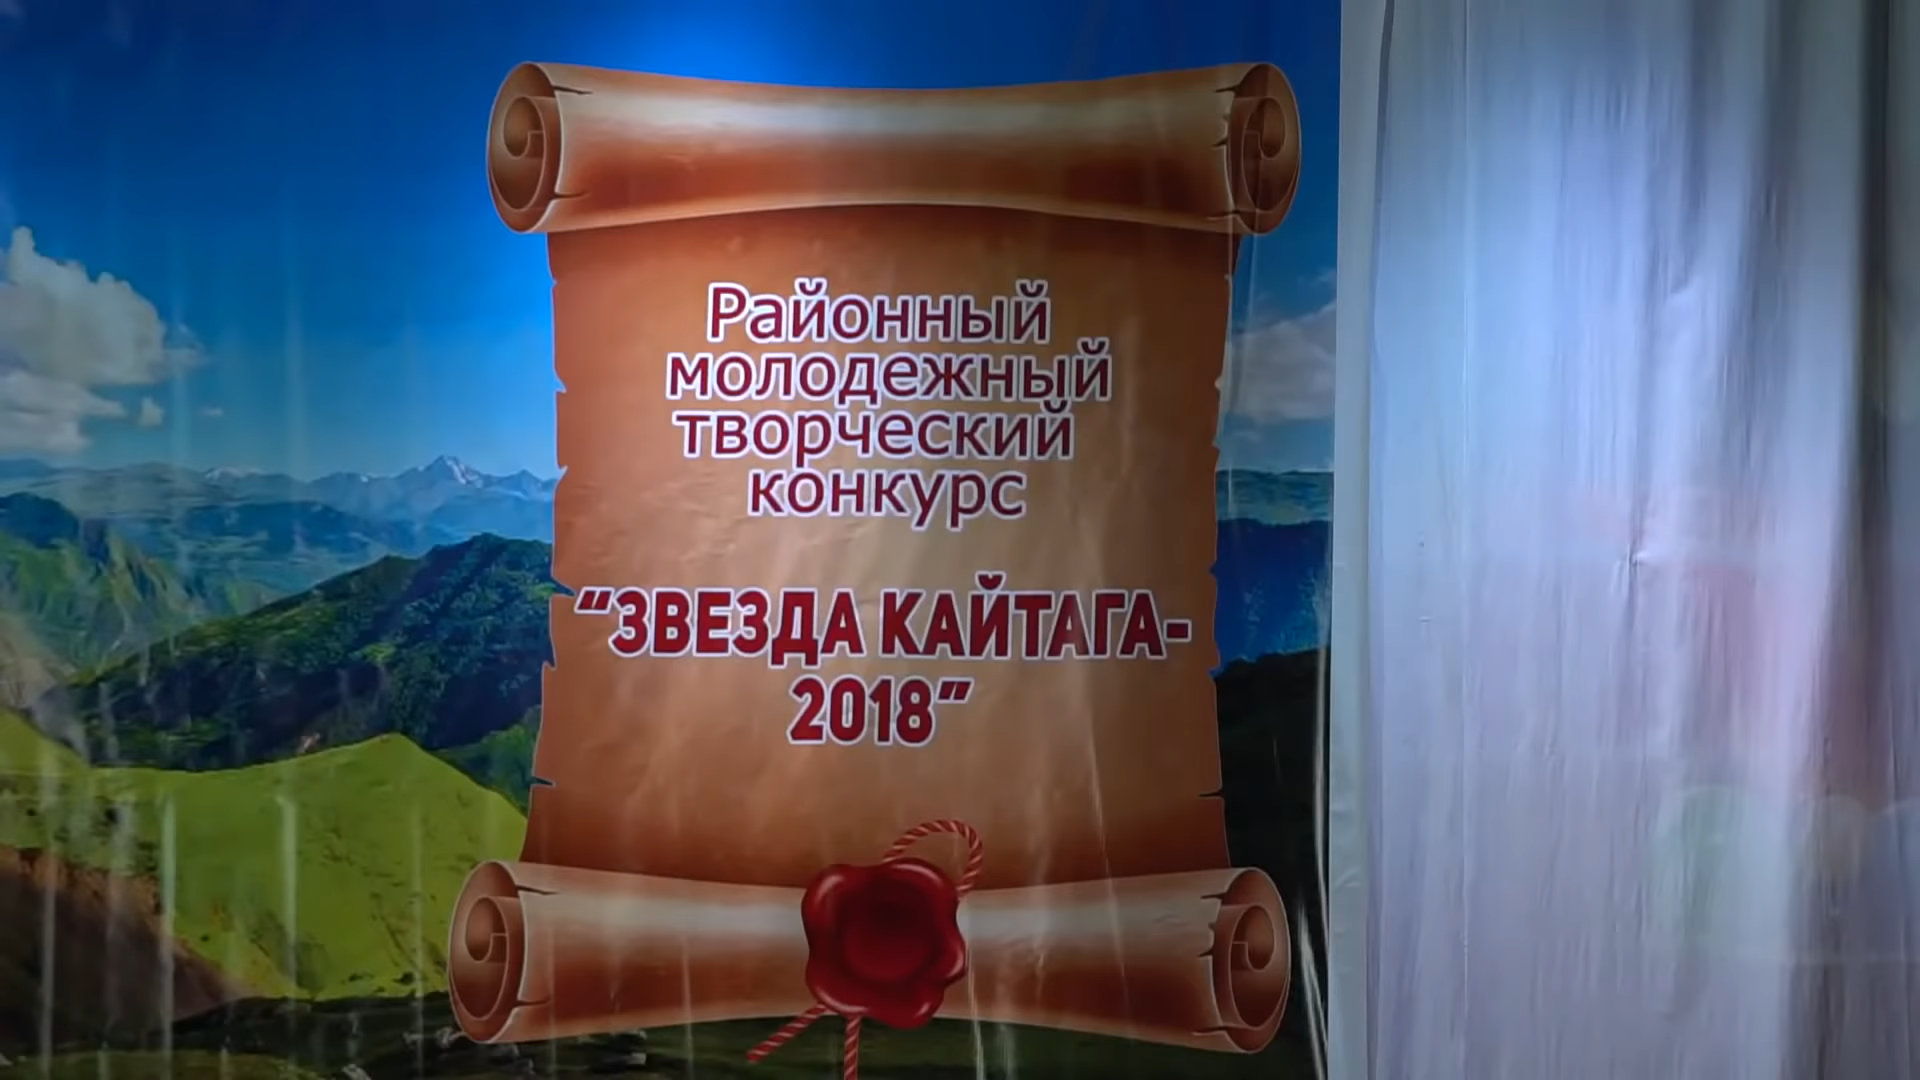 Районный
молодежный
творческий
конкурс
“ЗВЕЗДА КАЙТАГА-
2018”